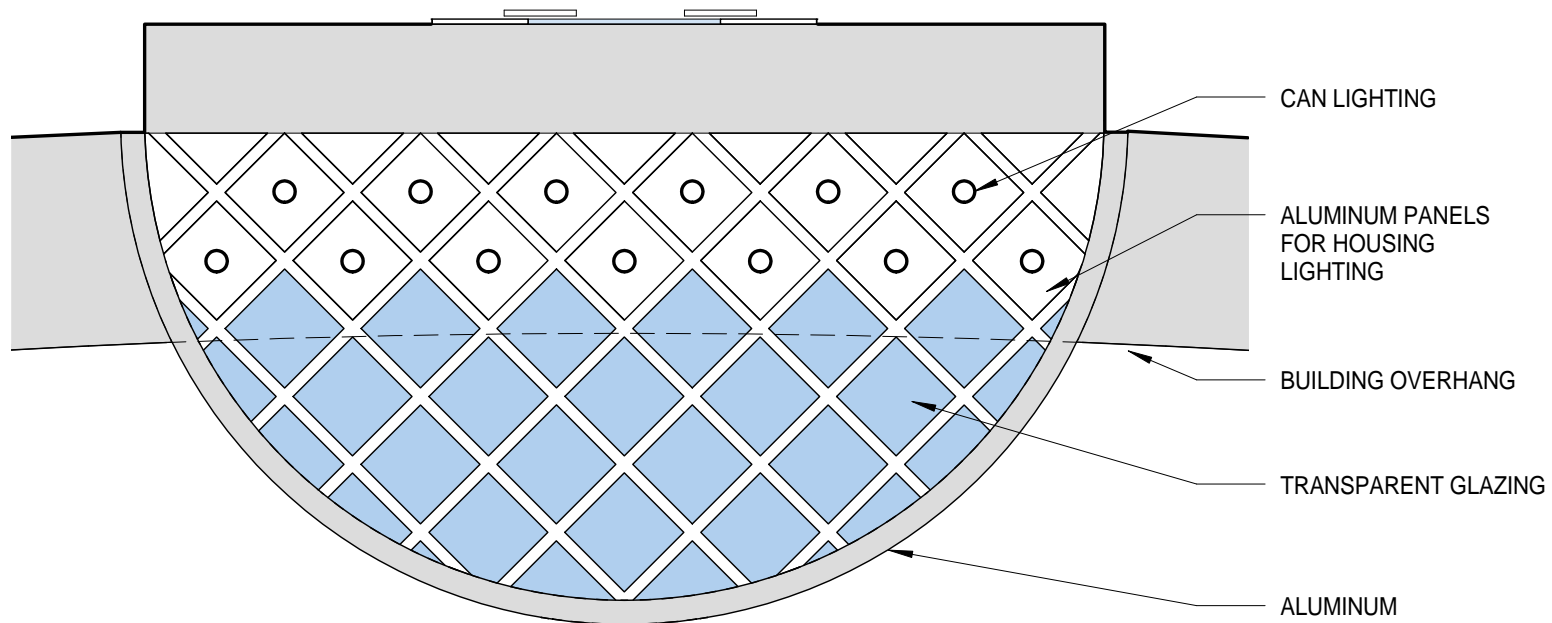 CAN LIGHTING
ALUMINUM PANELS
FOR HOUSING
LIGHTING
BUILDING OVERHANG
TRANSPARENT GLAZING
ALUMINUM